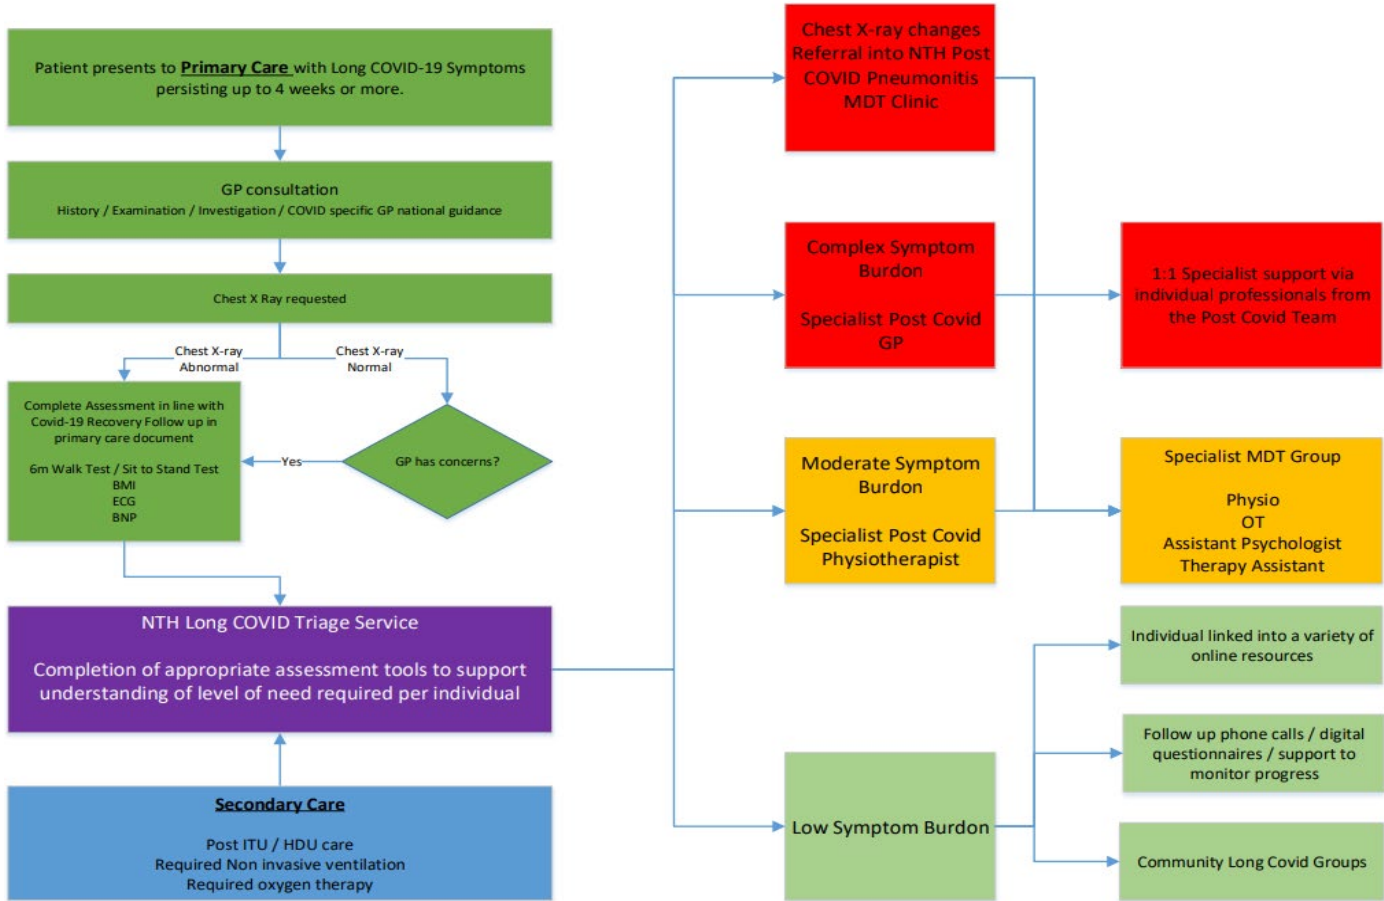 Patient presents to Primary Care with Long COVID-19 Symptoms
persisting up to 4 weeks or more.
GP consultation
History / Examination / Investigation / COVID specific GP national guidance
Chest X Ray requested
Chest X-ray
Abnormal
Chest X-ray
Normal
Complete Assessment in line with
Covid-19 Recovery Follow up in
primary care document
6m Walk Test / Sit to Stand Test
BMI
ECG
BNP
Yes
GP has concerns?
NTH Long COVID Triage Service
Completion of appropriate assessment tools to support
understanding of level of need required per individual
Secondary Care
Post ITU / HDU care
Required Non invasive ventilation
Required oxygen therapy
Chest X-ray changes
Referral into NTH Post
COVID Pneumonitis
MDT Clinic
Complex Symptom
Burdon
Specialist Post Covid
GP
1:1 Specialist support via
individual professionals from
the Post Covid Team
Moderate Symptom
Burdon
Specialist Post Covid
Physiotherapist
Specialist MDT Group
Physio
OT
Assistant Psychologist
Therapy Assistant
Low Symptom Burdon
Individual linked into a variety of
online resources
Follow up phone calls / digital
questionnaires / support to
monitor progress
Community Long Covid Groups